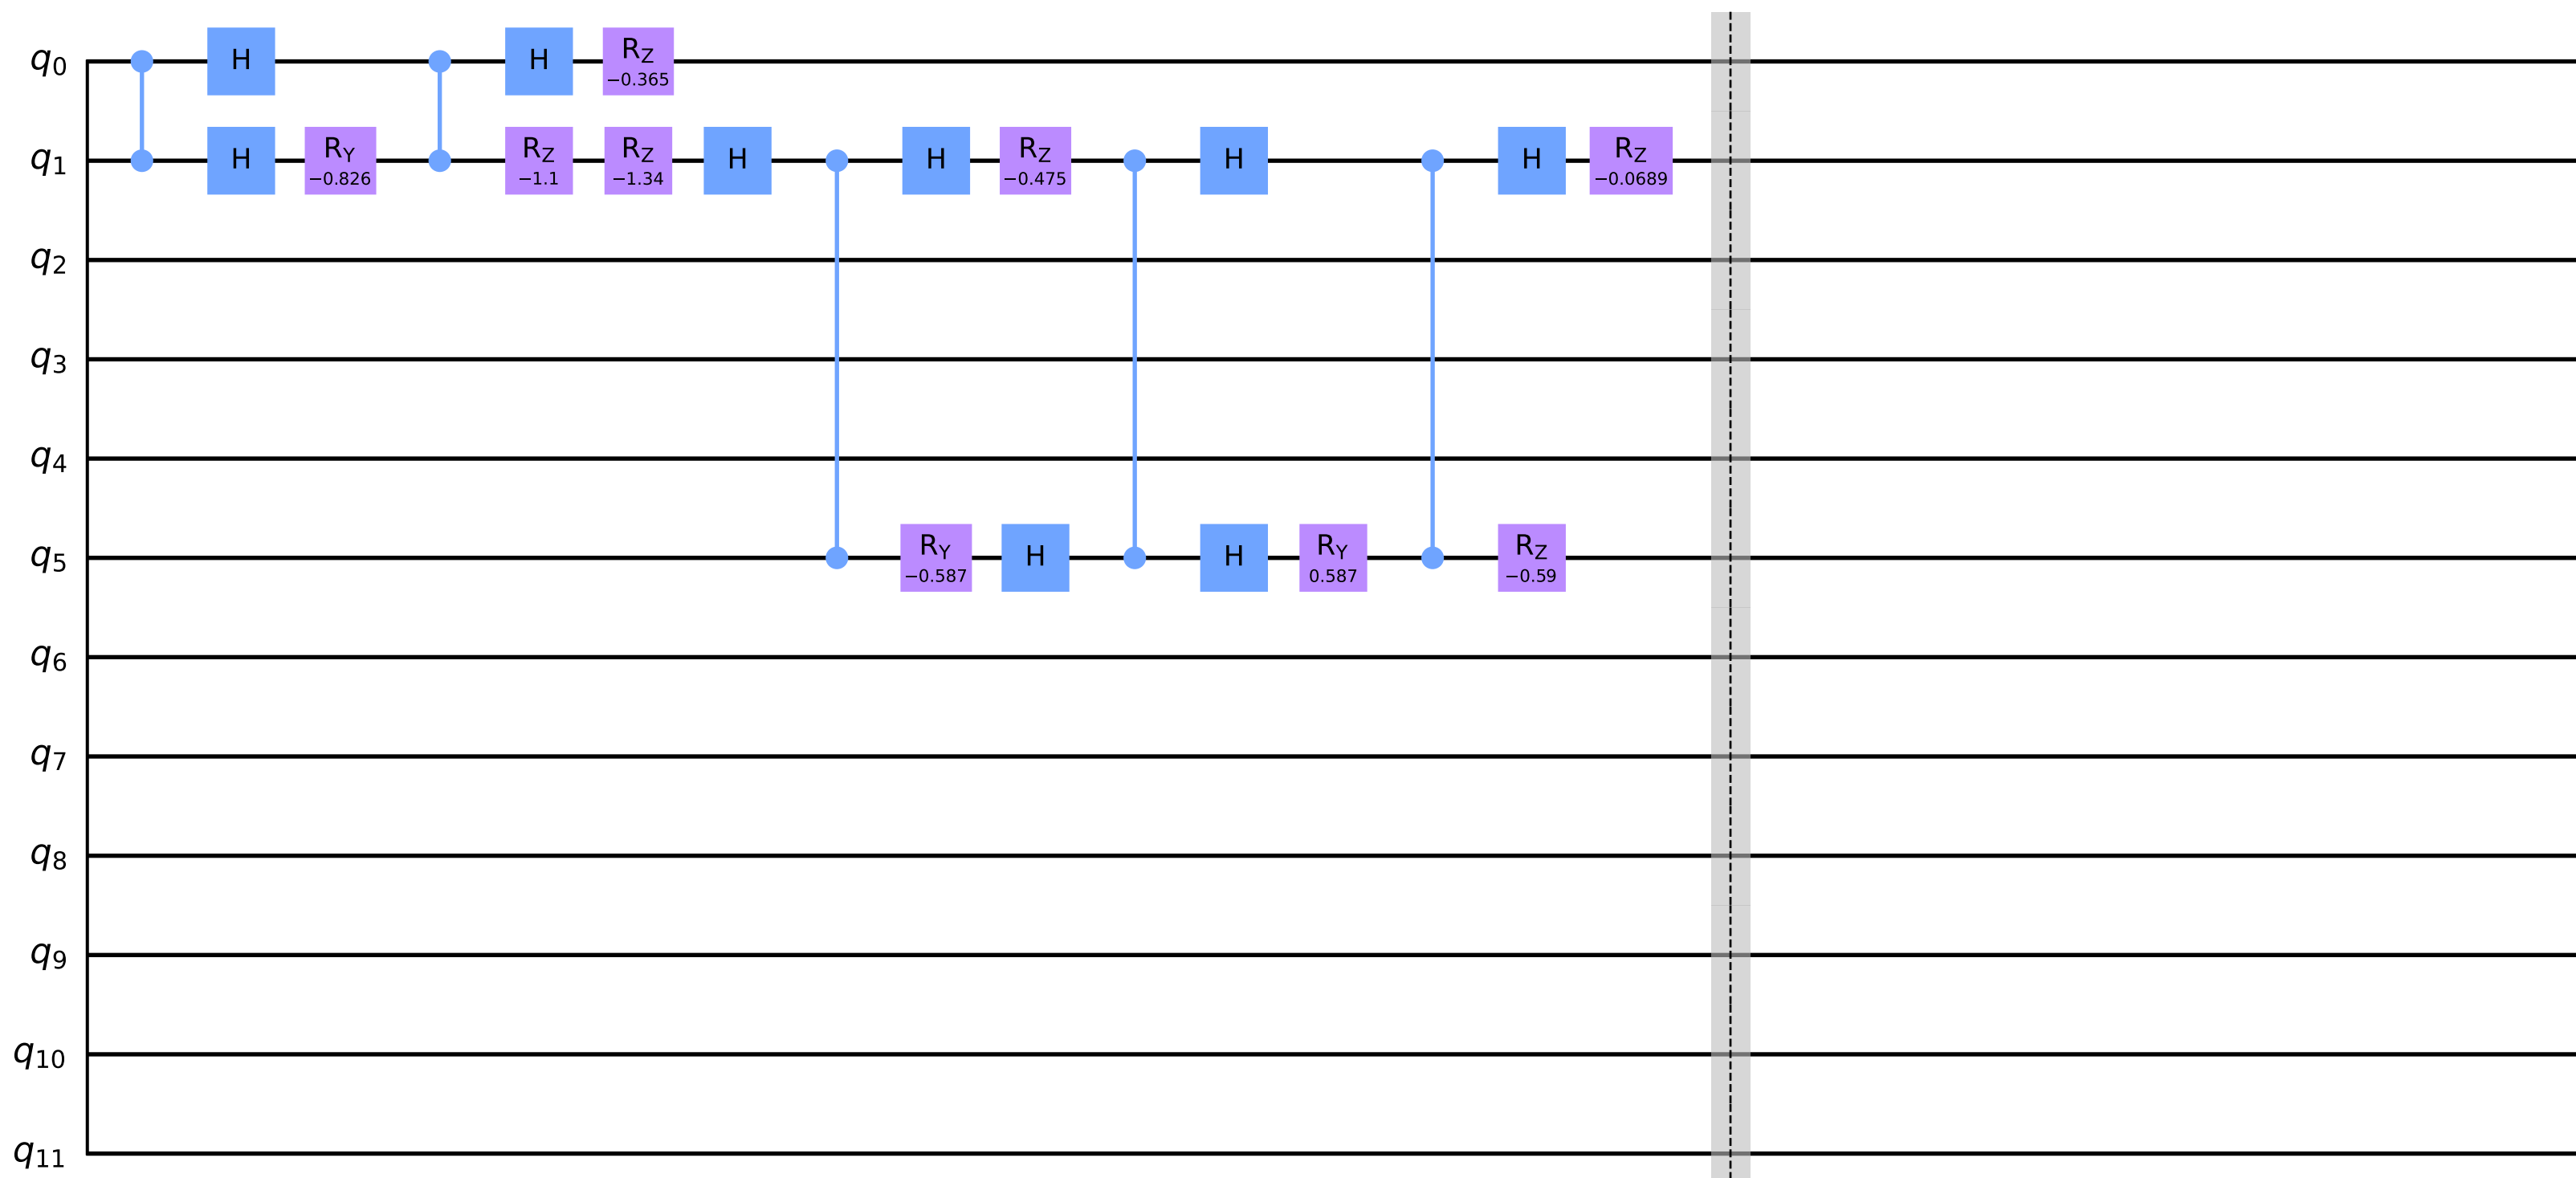 q0 H H RZ −0.365
q1 H RY −0.826 RZ −1.1 RZ −1.34 H H RZ −0.475 H H RZ −0.0689
q2
q3
q4
q5 RY −0.587 H H RY 0.587 RZ −0.59
q6
q7
q8
q9
q10
q11